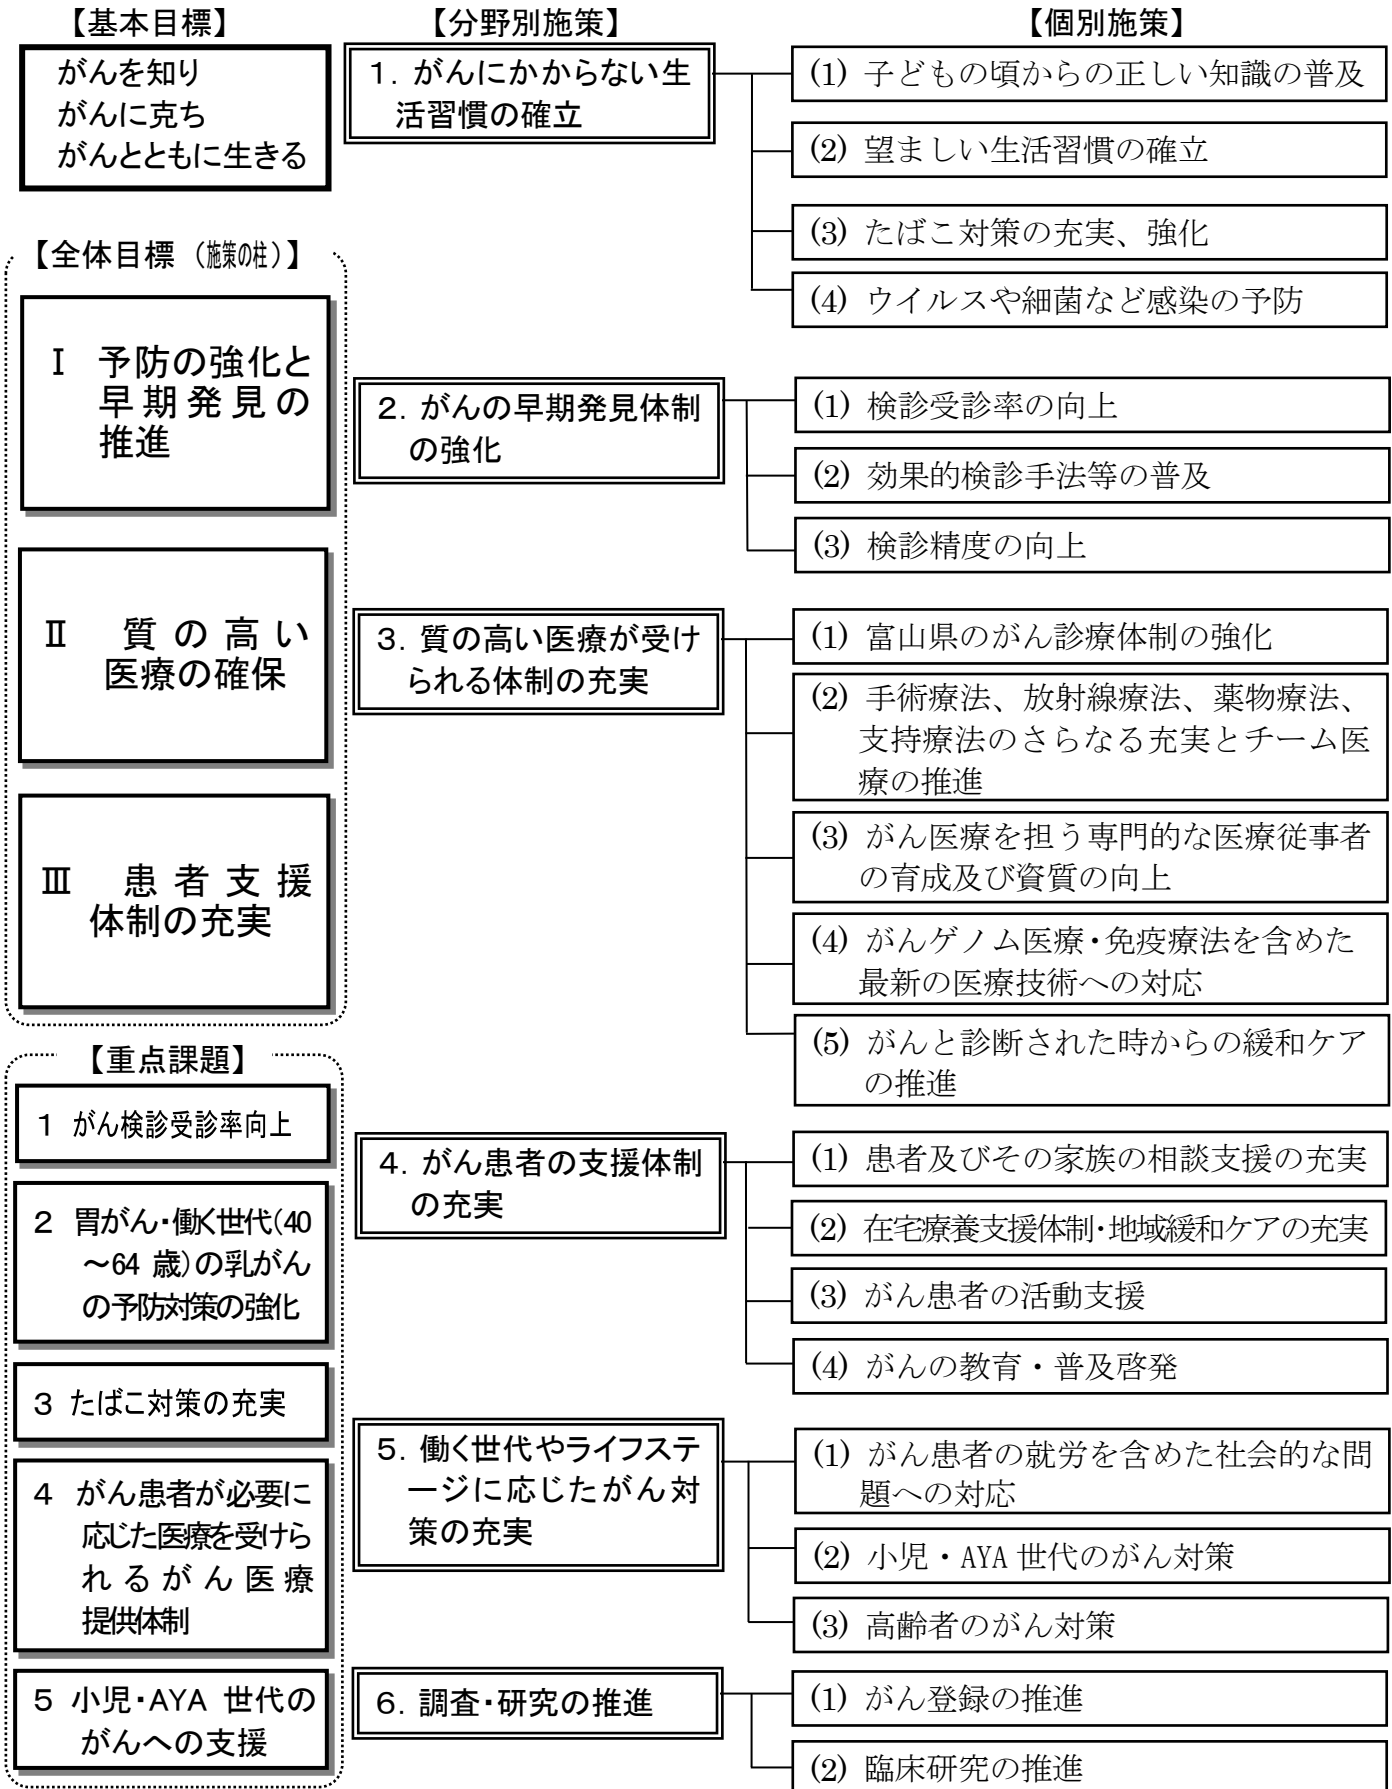 【基本目標】
がんを知り
がんに克ち
がんとともに生きる
【全体目標（施策の柱）】
Ⅰ 予防の強化と
早期発見の
推進
Ⅱ 質の高い
医療の確保
Ⅲ 患者支援
体制の充実
【重点課題】
1 がん検診受診率向上
2 胃がん・働く世代（40
～64 歳）の乳がん
の予防対策の強化
3 たばこ対策の充実
4 がん患者が必要に
応じた医療を受けら
れるがん医療
提供体制
5 小児・AYA 世代の
がんへの支援
【分野別施策】
1．がんにかからない生
活習慣の確立
2．がんの早期発見体制
の強化
3．質の高い医療が受け
られる体制の充実
4．がん患者の支援体制
の充実
5．働く世代やライフステ
ージに応じたがん対
策の充実
6．調査・研究の推進
【個別施策】
(1) 子どもの頃からの正しい知識の普及
(2) 望ましい生活習慣の確立
(3) たばこ対策の充実、強化
(4) ウイルスや細菌など感染の予防
(1) 検診受診率の向上
(2) 効果的検診手法等の普及
(3) 検診精度の向上
(1) 富山県のがん診療体制の強化
(2) 手術療法、放射線療法、薬物療法、
支持療法のさらなる充実とチーム医
療の推進
(3) がん医療を担う専門的な医療従事者
の育成及び資質の向上
(4) がんゲノム医療・免疫療法を含めた
最新の医療技術への対応
(5) がんと診断された時からの緩和ケア
の推進
(1) 患者及びその家族の相談支援の充実
(2) 在宅療養支援体制・地域緩和ケアの充実
(3) がん患者の活動支援
(4) がんの教育・普及啓発
(1) がん患者の就労を含めた社会的な問
題への対応
(2) 小児・AYA 世代のがん対策
(3) 高齢者のがん対策
(1) がん登録の推進
(2) 臨床研究の推進